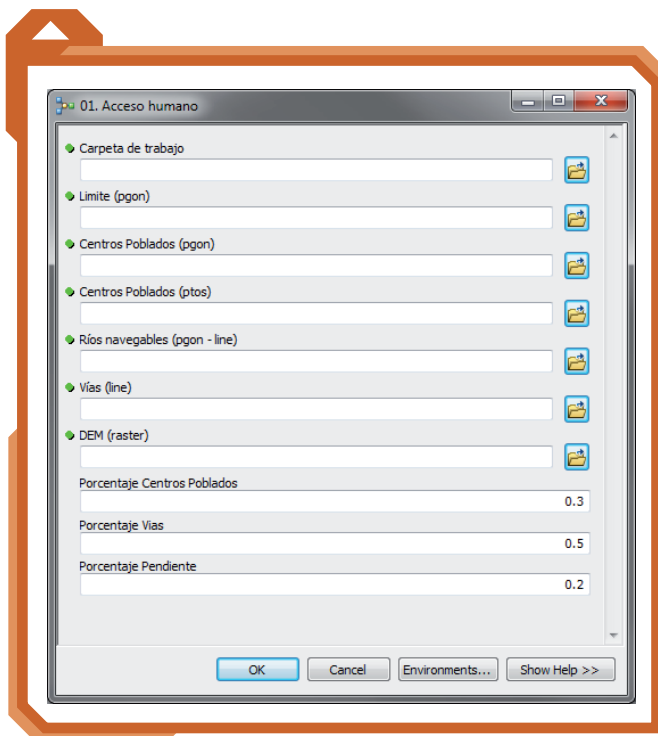 01. Acceso humano
Carpeta de trabajo
Limite (pgon)
Centros Poblados (pgon)
Centros Poblados (ptos)
Ríos navegables (pgon - line)
Vías (line)
DEM (raster)
Porcentaje Centros Poblados
0.3
Porcentaje Vias
0.5
Porcentaje Pendiente
0.2
OK Cancel Environments... Show Help >>